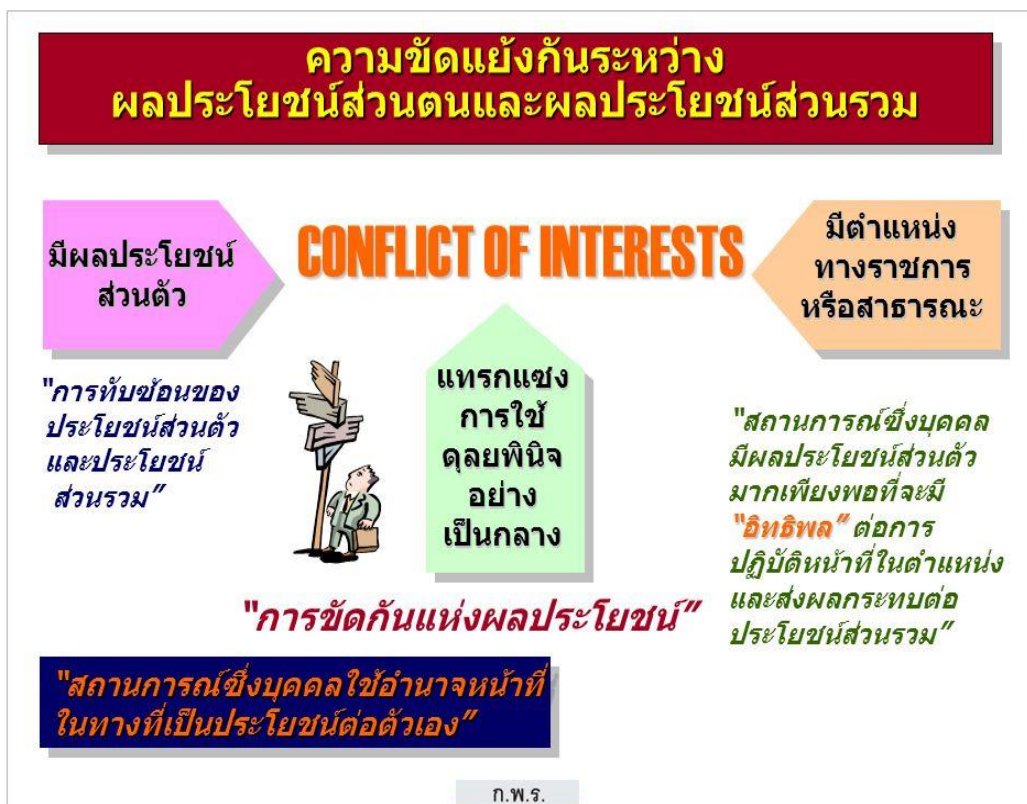 ความขัดแย้งกันระหว่าง
ผลประโยชน์ส่วนตนและผลประโยชน์ส่วนรวม
มีผลประโยชน์
ส่วนตัว
CONFLICT OF INTERESTS
มีตำแหน่ง
ทางราชการ
หรือสาธารณะ
"การทับซ้อนของ
ประโยชน์ส่วนตัว
และประโยชน์
ส่วนรวม"
แทรกแซง
การใช้
ดุลยพินิจ
อย่าง
เป็นกลาง
"สถานการณ์ซึ่งบุคคล
มีผลประโยชน์ส่วนตัว
มากเพียงพอที่จะมี
"อิทธิพล" ต่อการ
ปฏิบัติหน้าที่ในตำแหน่ง
และส่งผลกระทบต่อ
ประโยชน์ส่วนรวม"
"การขัดกันแห่งผลประโยชน์"
"สถานการณ์ซึ่งบุคคลใช้อำนาจหน้าที่
ในทางที่เป็นประโยชน์ต่อตัวเอง"
ก.พ.ร.